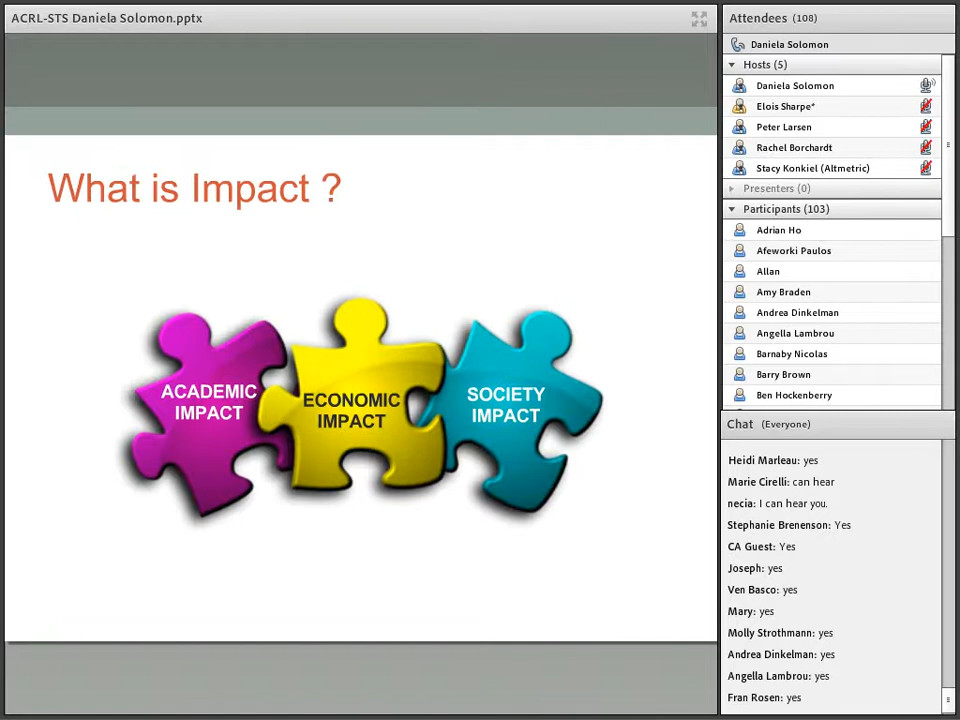 ACRL-STS Daniela Solomon.pptx
What is Impact ?
ACADEMIC
IMPACT
ECONOMIC
IMPACT
SOCIETY
IMPACT
Attendees (108)
Daniela Solomon
Hosts (5)
Daniela Solomon
Elois Sharpe*
Peter Larsen
Rachel Borchardt
Stacy Konkiel (Altmetric)
Presenters (0)
Participants (103)
Adrian Ho
Afeworki Paulos
Allan
Amy Braden
Andrea Dinkelman
Angella Lambrou
Barnaby Nicolas
Barry Brown
Ben Hockenberry
Chat (Everyone)
Heidi Marleau: yes
Marie Cirelli: can hear
necia: I can hear you.
Stephanie Brenenson: Yes
CA Guest: Yes
Joseph: yes
Ven Basco: yes
Mary: yes
Molly Strothmann: yes
Andrea Dinkelman: yes
Angella Lambrou: yes
Fran Rosen: yes